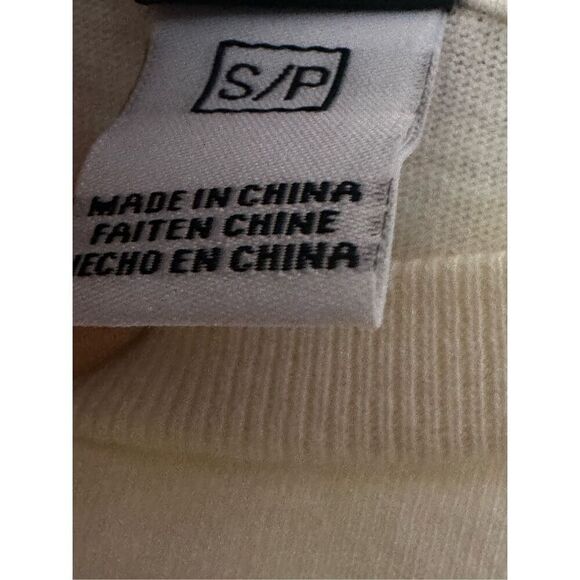 S/P
MADE IN CHINA
FAITEN CHINE
HECHO EN CHINA